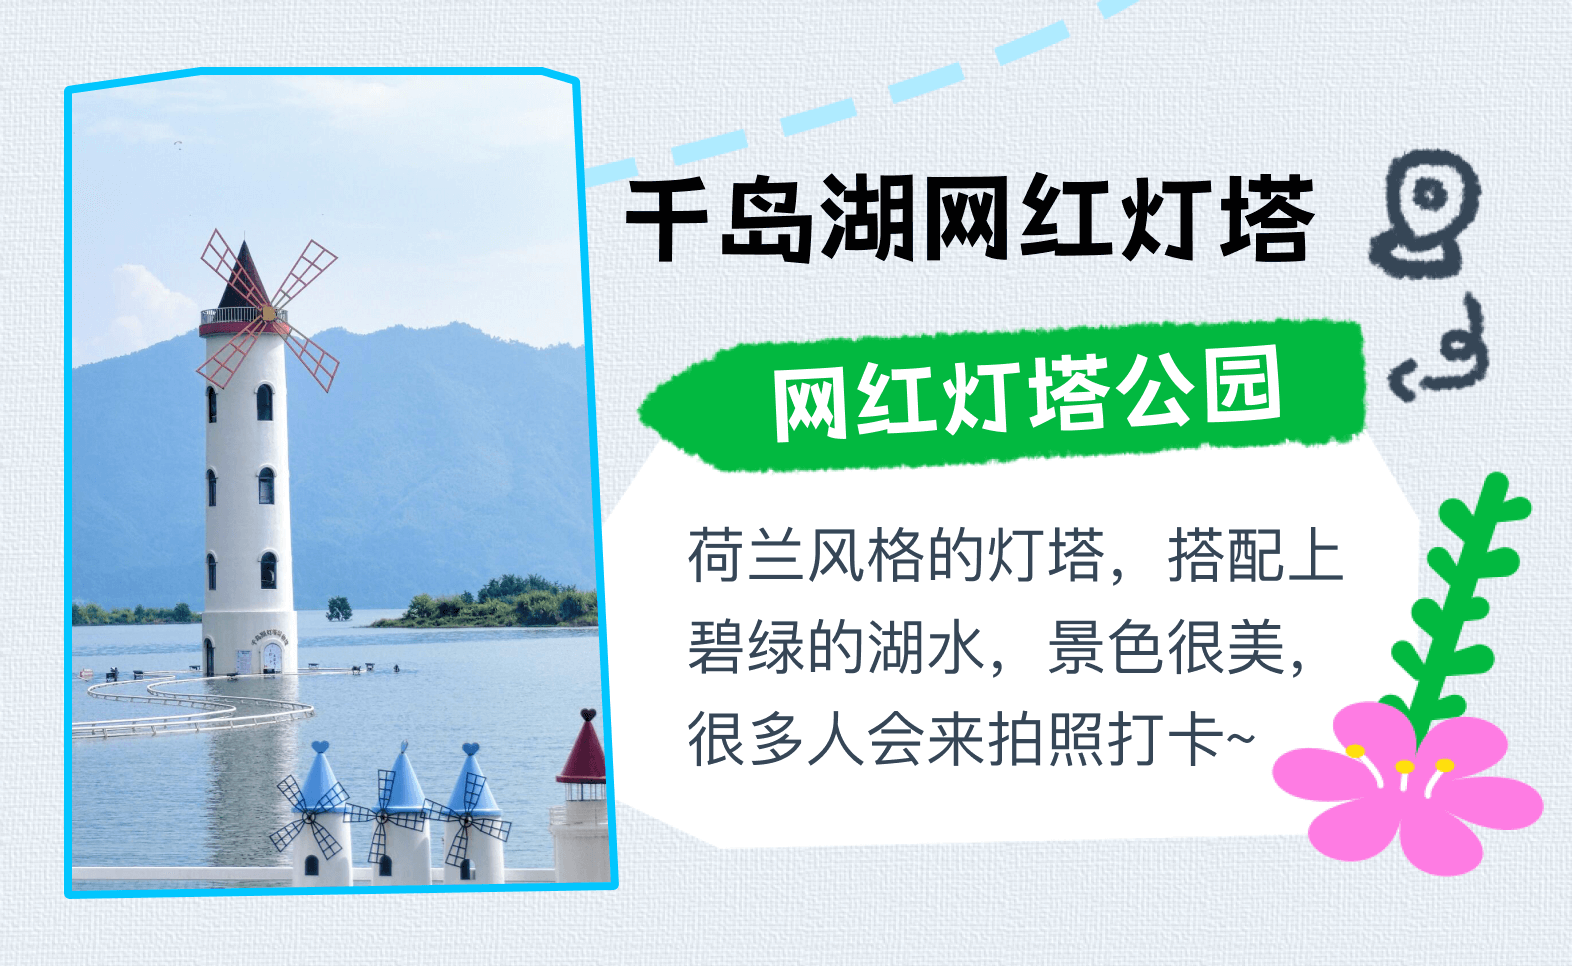 千岛湖网红灯塔
网红灯塔公园
荷兰风格的灯塔，搭配上
碧绿的湖水，景色很美，
很多人会来拍照打卡~